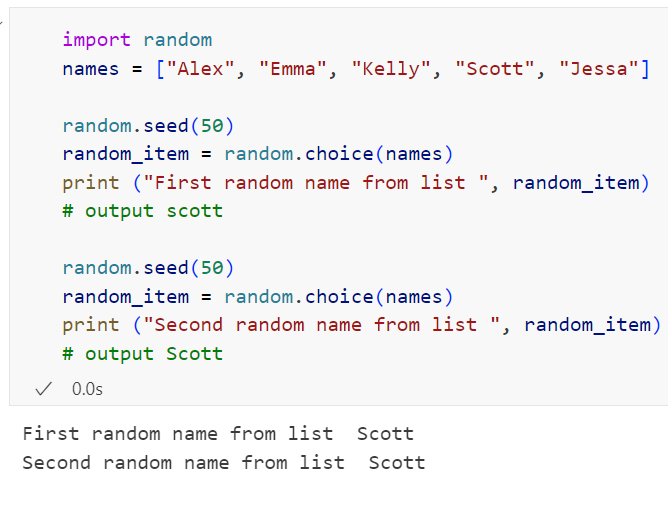 import random
names = ["Alex", "Emma", "Kelly", "Scott", "Jessa"]
random.seed(50)
random_item = random.choice(names)
print ("First random name from list ", random_item)
# output scott
random.seed(50)
random_item = random.choice(names)
print ("Second random name from list ", random_item)
# output Scott
0.0s
First random name from list  Scott
Second random name from list  Scott